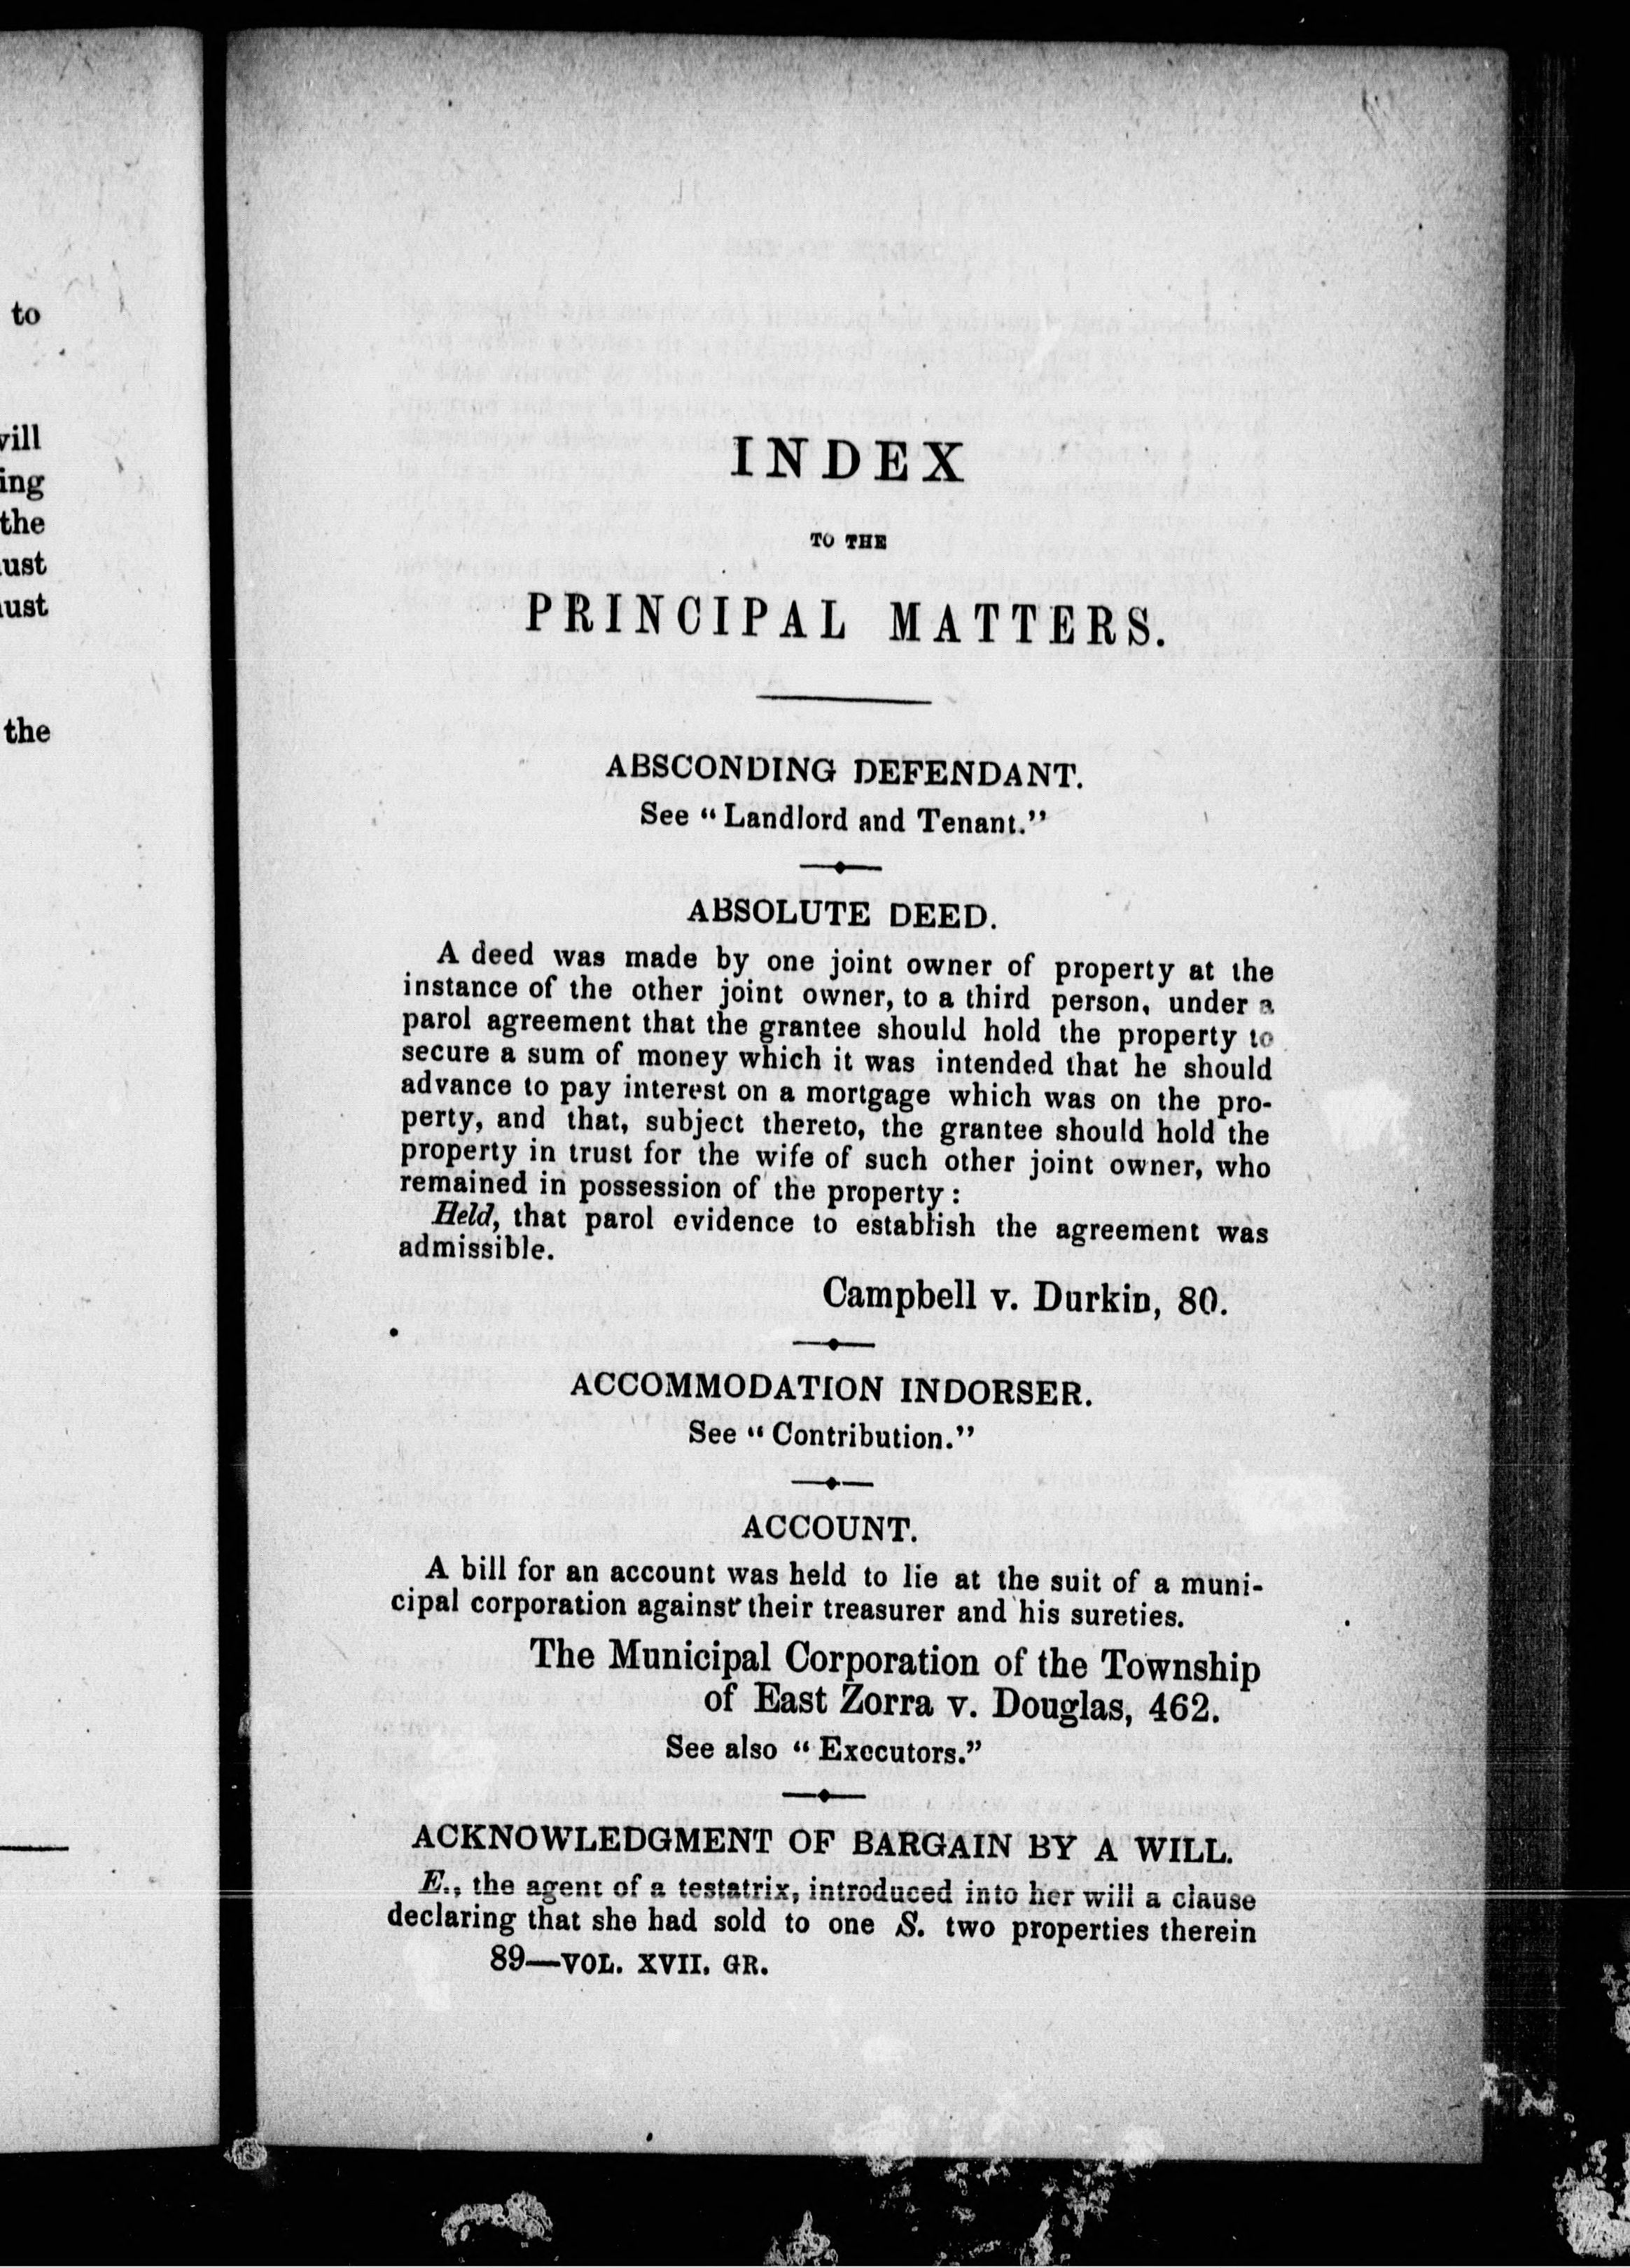 to
will
ing
the
ust
ust
the
INDEX
TO THE
PRINCIPAL MATTERS.
ABSCONDING DEFENDANT.
See "Landlord and Tenant."
ABSOLUTE DEED.
A deed was made by one joint owner of property at the
instance of the other joint owner, to a third person, under a
parol agreement that the grantee should hold the property to
secure a sum of money which it was intended that he should
advance to pay interest on a mortgage which was on the pro-
perty, and that, subject thereto, the grantee should hold the
property in trust for the wife of such other joint owner, who
remained in possession of the property:
Held, that parol evidence to establish the agreement was
admissible.
Campbell v. Durkin, 80.
ACCOMMODATION INDORSER.
See "Contribution."
ACCOUNT.
A bill for an account was held to lie at the suit of a muni-
cipal corporation against their treasurer and his sureties.
The Municipal Corporation of the Township
of East Zorra v. Douglas, 462.
See also "Executors."
ACKNOWLEDGMENT OF BARGAIN BY A WILL.
E., the agent of a testatrix, introduced into her will a clause
declaring that she had sold to one S. two properties therein
89—VOL. XVII. GR.